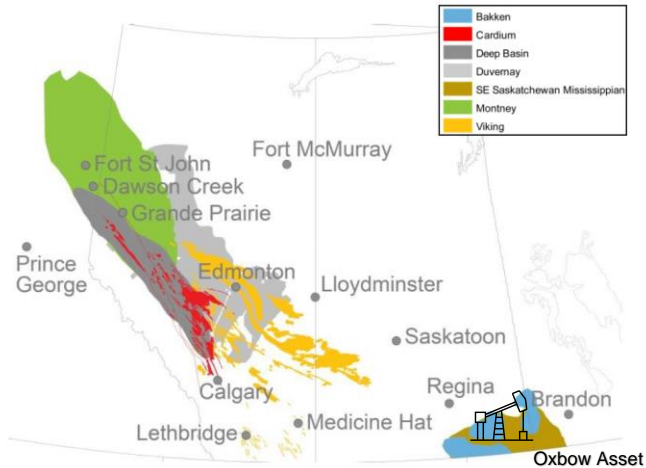 Bakken
Cardium
Deep Basin
Duvernay
SE Saskatchewan Mississippian
Montney
Viking
Fort St John
Fort McMurray
Dawson Creek
Grande Prairie
Prince
George
Edmonton
Lloydminster
Saskatoon
Calgary
Regina
Brandon
Lethbridge
Medicine Hat
Oxbow Asset